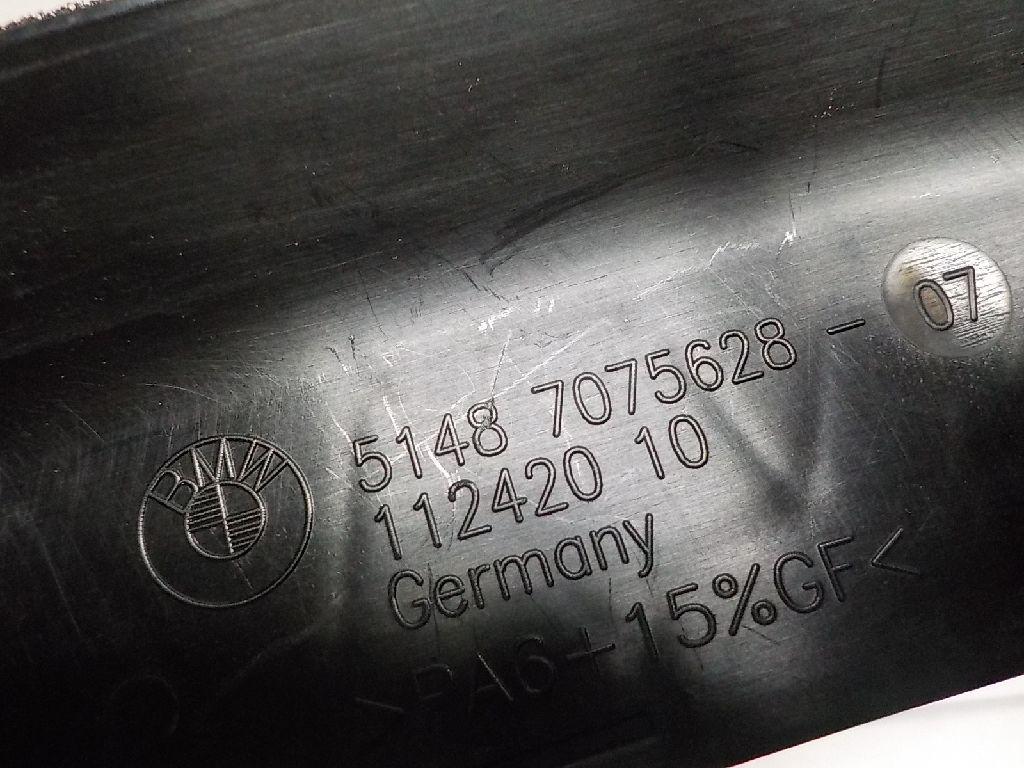 BMW
5148 7075628 - 07
112420 10
Germany
>PA6+15%GF<